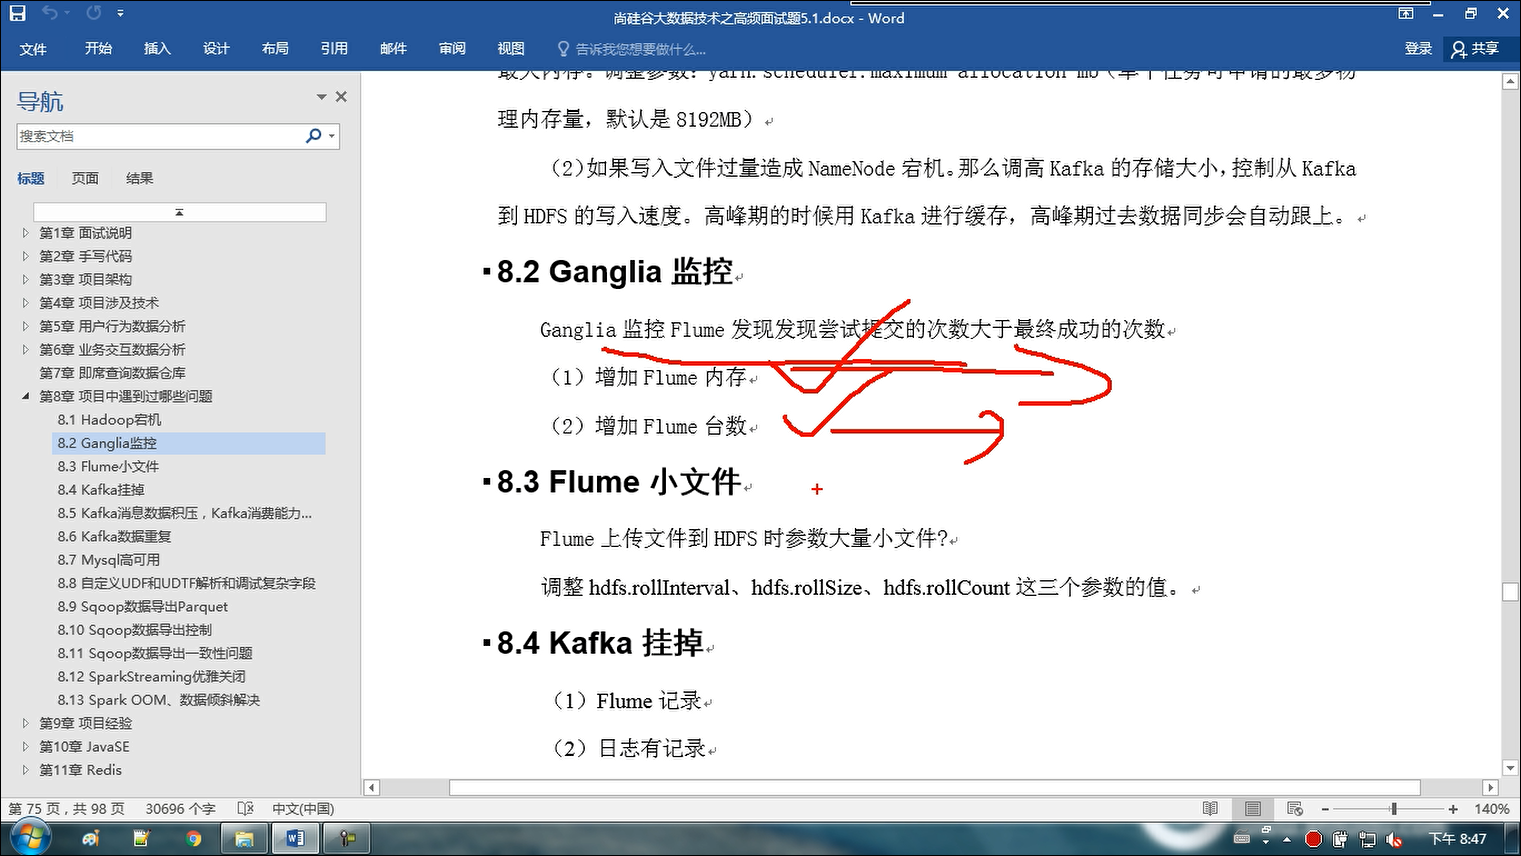 尚硅谷大数据技术之高频面试题5.1.docx - Word
文件 开始 插入 设计 布局 引用 邮件 审阅 视图 告诉我您想要做什么... 登录 共享
导航
搜索文档
标题 页面 结果
第1章 面试说明
第2章 手写代码
第3章 项目架构
第4章 项目涉及技术
第5章 用户行为数据分析
第6章 业务交互数据分析
第7章 即席查询数据仓库
第8章 项目中遇到过哪些问题
8.1 Hadoop宕机
8.2 Ganglia监控
8.3 Flume小文件
8.4 Kafka挂掉
8.5 Kafka消息数据积压，Kafka消费能力...
8.6 Kafka数据重复
8.7 Mysql高可用
8.8 自定义UDF和UDTF解析和调试复杂字段
8.9 Sqoop数据导出Parquet
8.10 Sqoop数据导出控制
8.11 Sqoop数据导出一致性问题
8.12 SparkStreaming优雅关闭
8.13 Spark OOM、数据倾斜解决
第9章 项目经验
第10章 JavaSE
第11章 Redis
最大内存。调整参数：yarn.scheduler.maximum-allocation-mb（单个任务可申请的最多物
理内存量，默认是 8192MB）
（2）如果写入文件过量造成 NameNode 宕机。那么调高 Kafka 的存储大小，控制从 Kafka
到 HDFS 的写入速度。高峰期的时候用 Kafka 进行缓存，高峰期过去数据同步会自动跟上。
8.2 Ganglia 监控
Ganglia 监控 Flume 发现发现尝试提交的次数大于最终成功的次数
（1）增加 Flume 内存
（2）增加 Flume 台数
8.3 Flume 小文件
Flume 上传文件到 HDFS 时参数大量小文件?
调整 hdfs.rollInterval、hdfs.rollSize、hdfs.rollCount 这三个参数的值。
8.4 Kafka 挂掉
（1）Flume 记录
（2）日志有记录
第 75 页，共 98 页 30696 个字 中文(中国) 140%
下午 8:47